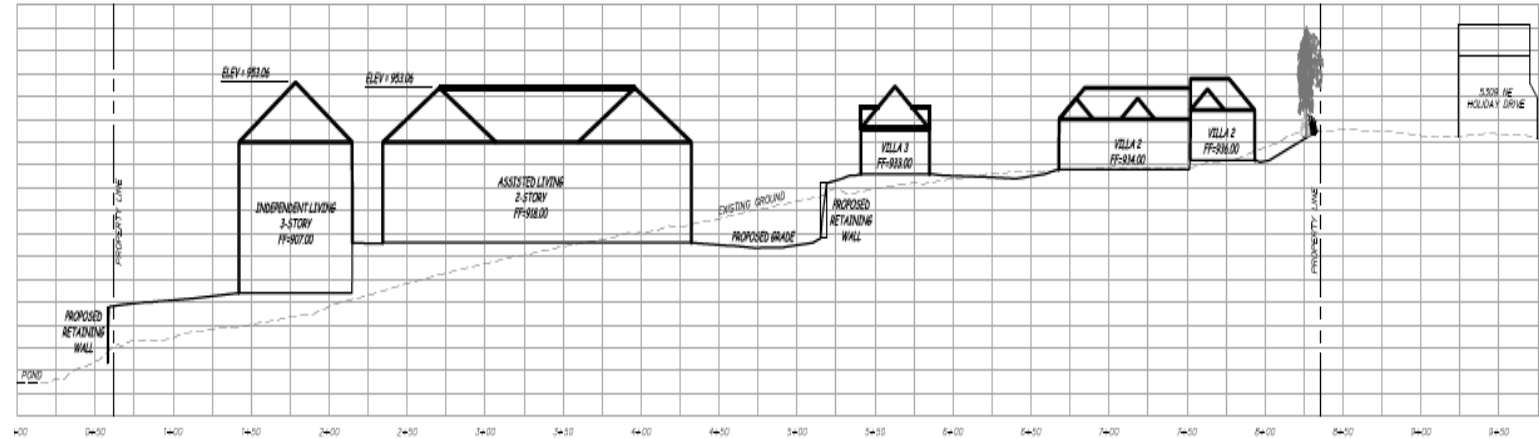 ELEV = 953.06
ELEV = 953.06
5309 NE
HOLIDAY DRIVE
VILLA 3
FF=933.00
VILLA 2
FF=934.00
VILLA 2
FF=936.00
PROPERTY LINE
ASSISTED LIVING
2-STORY
FF=918.00
INDEPENDENT LIVING
3-STORY
FF=907.00
EXISTING GROUND
PROPOSED
RETAINING
WALL
PROPOSED GRADE
PROPERTY LINE
PROPOSED
RETAINING
WALL
POND
0+50 1+00 1+50 2+00 2+50 3+00 3+50 4+00 4+50 5+00 5+50 6+00 6+50 7+00 7+50 8+00 8+50 9+00 9+50